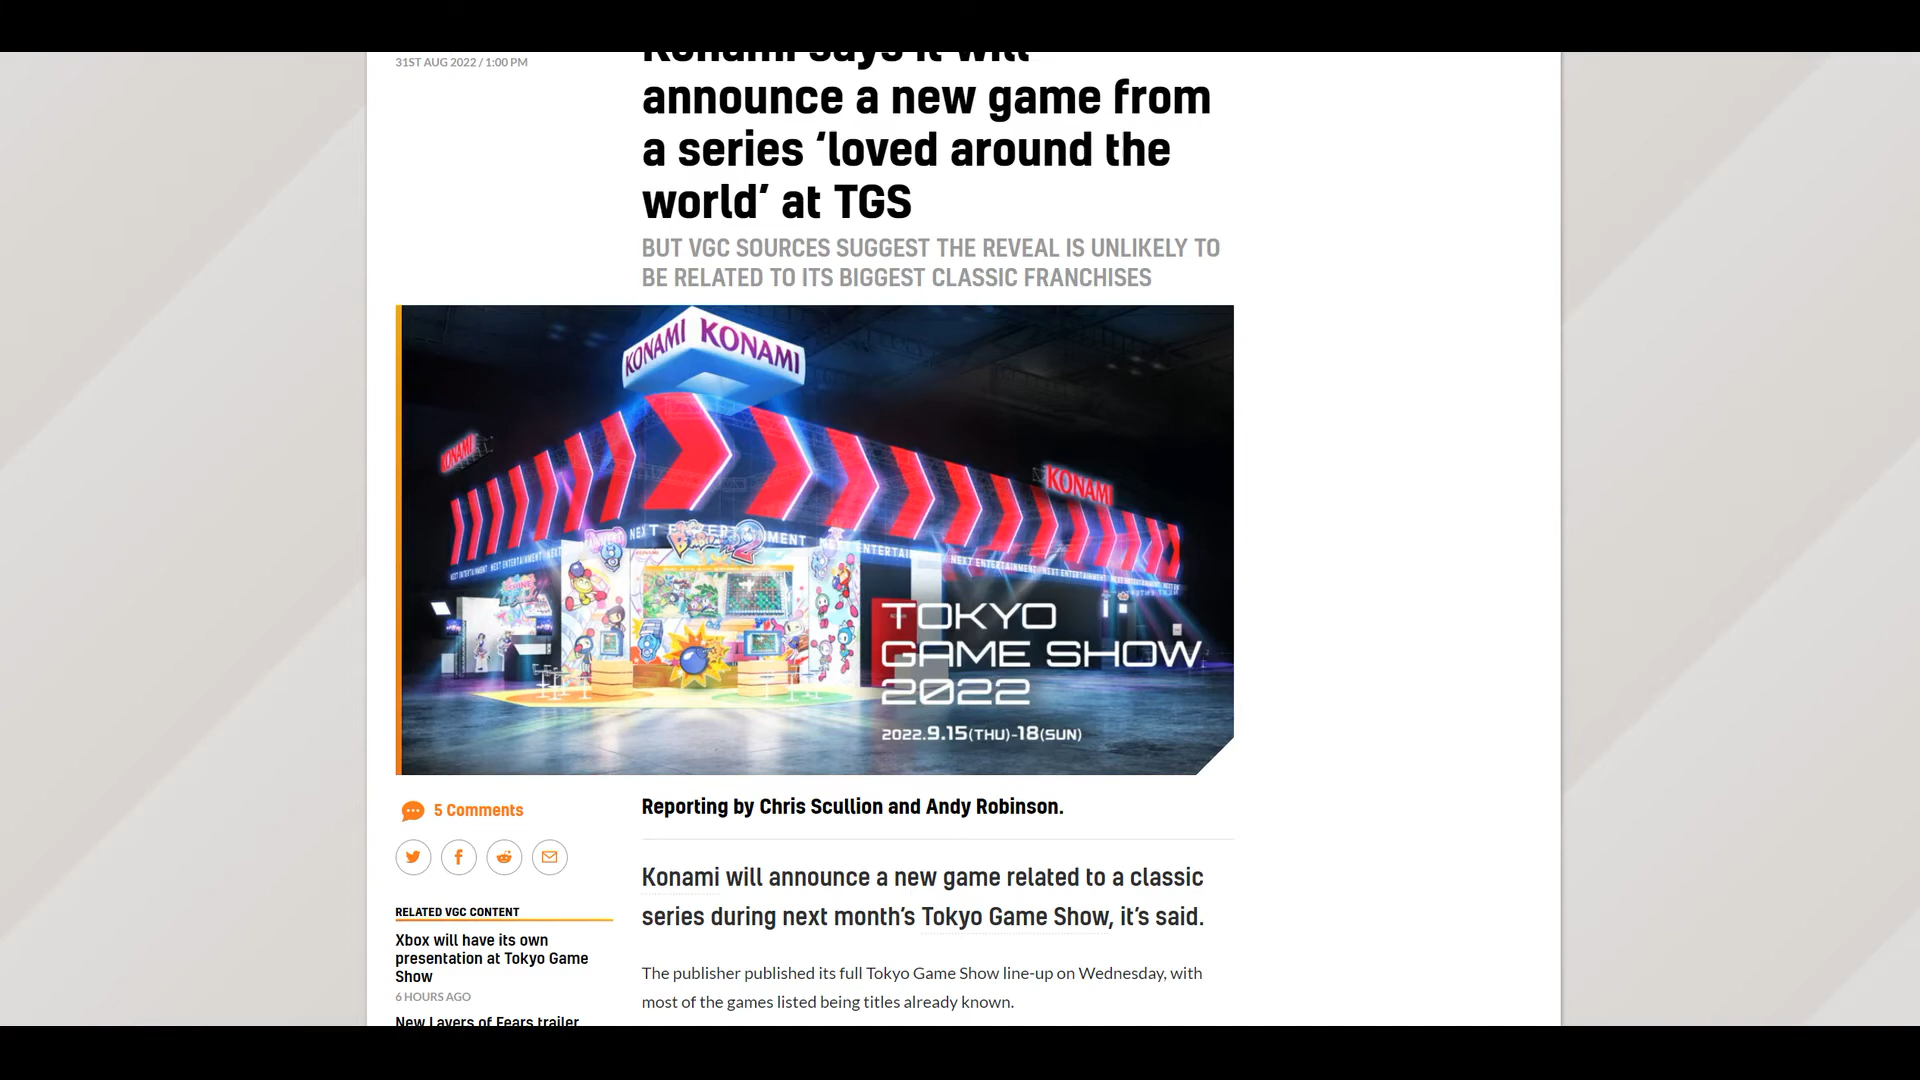 31ST AUG 2022 / 1:00 PM
Konami says it will
announce a new game from
a series ‘loved around the
world’ at TGS
BUT VGC SOURCES SUGGEST THE REVEAL IS UNLIKELY TO
BE RELATED TO ITS BIGGEST CLASSIC FRANCHISES
KONAMI KONAMI
KONAMI
KONAMI
NEXT ENTERTAINMENT NEXT ENTERTAINMENT
TOKYO
GAME SHOW
2022
2022.9.15(THU)-18(SUN)
5 Comments
Reporting by Chris Scullion and Andy Robinson.
Konami will announce a new game related to a classic
series during next month’s Tokyo Game Show, it’s said.
The publisher published its full Tokyo Game Show line-up on Wednesday, with
most of the games listed being titles already known.
RELATED VGC CONTENT
Xbox will have its own
presentation at Tokyo Game
Show
6 HOURS AGO
New Layers of Fears trailer